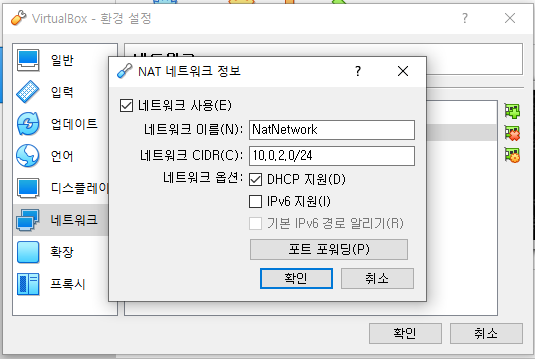 VirtualBox - 환경 설정
일반
입력
업데이트
언어
디스플레이
네트워크
확장
프록시
NAT 네트워크 정보
네트워크 사용(E)
네트워크 이름(N): NatNetwork
네트워크 CIDR(C): 10,0,2,0/24
네트워크 옵션: DHCP 지원(D)
IPv6 지원(I)
기본 IPv6 경로 알리기(R)
포트 포워딩(P)
확인 취소
확인 취소